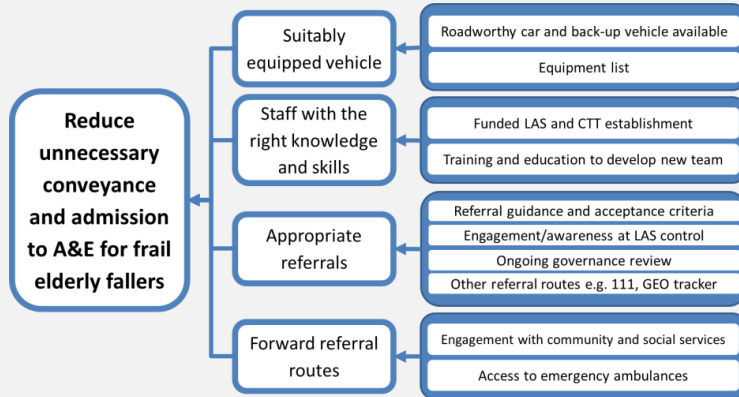 Reduce
unnecessary
conveyance
and admission
to A&E for frail
elderly fallers
Suitably
equipped vehicle
Roadworthy car and back-up vehicle available
Equipment list
Staff with the
right knowledge
and skills
Funded LAS and CTT establishment
Training and education to develop new team
Appropriate
referrals
Referral guidance and acceptance criteria
Engagement/awareness at LAS control
Ongoing governance review
Other referral routes e.g. 111, GEO tracker
Forward referral
routes
Engagement with community and social services
Access to emergency ambulances